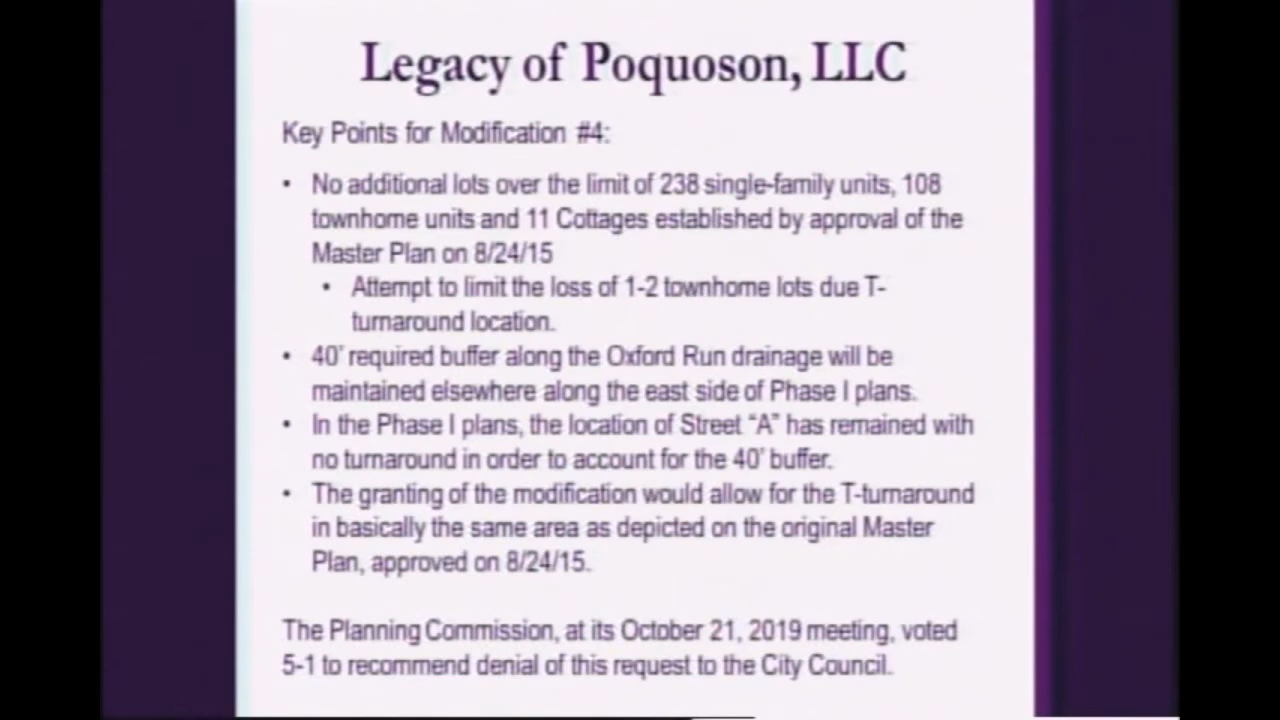 Legacy of Poquoson, LLC
Key Points for Modification #4:
• No additional lots over the limit of 238 single-family units, 108
townhome units and 11 Cottages established by approval of the
Master Plan on 8/24/15
• Attempt to limit the loss of 1-2 townhome lots due T-
turnaround location.
• 40’ required buffer along the Oxford Run drainage will be
maintained elsewhere along the east side of Phase I plans.
• In the Phase I plans, the location of Street “A” has remained with
no turnaround in order to account for the 40’ buffer.
• The granting of the modification would allow for the T-turnaround
in basically the same area as depicted on the original Master
Plan, approved on 8/24/15.
The Planning Commission, at its October 21, 2019 meeting, voted
5-1 to recommend denial of this request to the City Council.